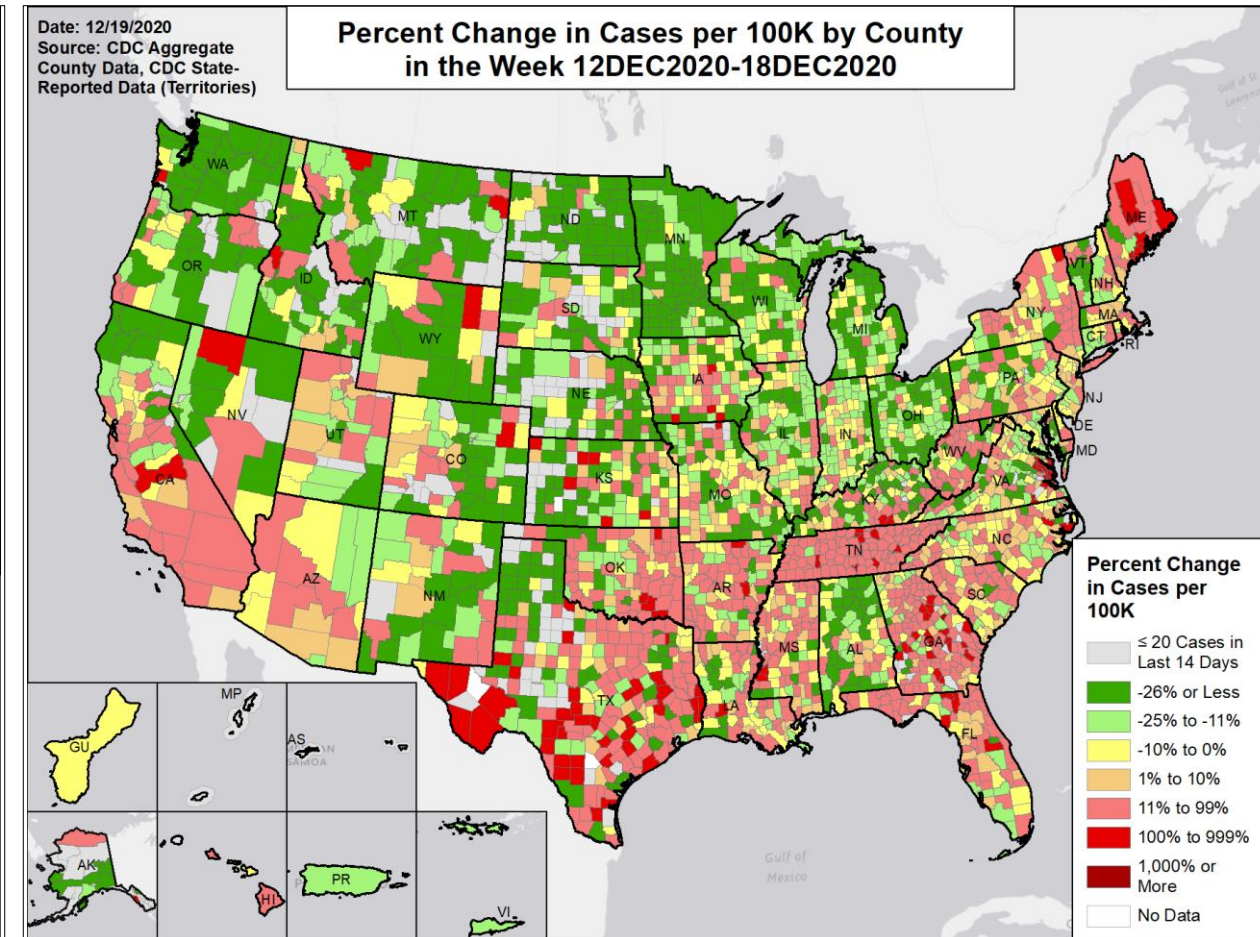 Date: 12/19/2020
Source: CDC Aggregate
County Data, CDC State-
Reported Data (Territories)
Percent Change in Cases per 100K by County
in the Week 12DEC2020-18DEC2020
WA
MT
ND
MN
ME
OR
ID
SD
WI
MI
VT
NH
NY
MA
CT
RI
WY
IA
PA
NJ
NV
UT
CO
NE
IL
IN
OH
DE
MD
WV
VA
CA
KS
MO
KY
NC
TN
AZ
NM
OK
AR
SC
MS
AL
GA
TX
LA
FL
Gulf of
Mexico
Gulf of St.
Lawrence
GU
MP
AS
SAMOA
AK
HI
PR
VI
Percent Change
in Cases per
100K
≤ 20 Cases in
Last 14 Days
-26% or Less
-25% to -11%
-10% to 0%
1% to 10%
11% to 99%
100% to 999%
1,000% or
More
No Data